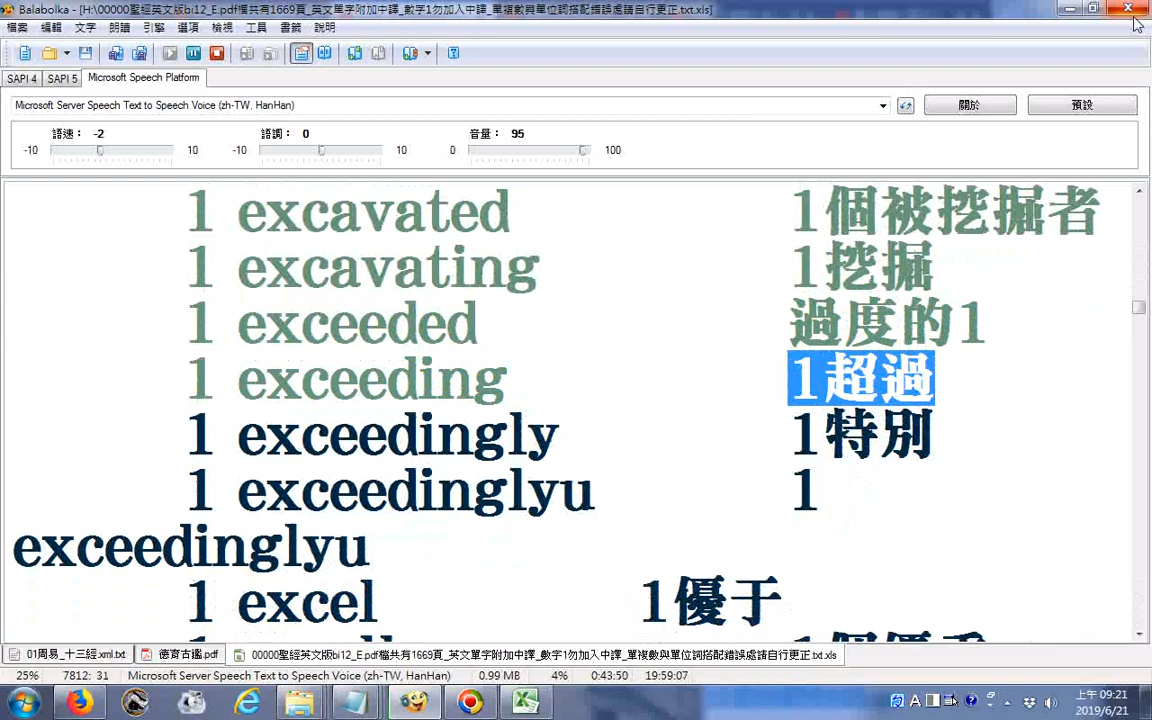 Balabolka - [H:\00000聖經英文版bi12_E.pdf檔共有1669頁_英文單字附加中譯_數字1勿加入中譯_單複數與單位詞搭配錯誤處請自行更正.txt.xls]
檔案 編輯 文字 朗讀 引擎 選項 檢視 工具 書籤 說明
SAPI 4 SAPI 5 Microsoft Speech Platform
Microsoft Server Speech Text to Speech Voice (zh-TW, HanHan) 關於 預設
語速： -2 語調： 0 音量： 95
-10 10 -10 10 0 100
1 excavated 1個被挖掘者
1 excavating 1挖掘
1 exceeded 過度的1
1 exceeding 1超過
1 exceedingly 1特別
1 exceedinglyu 1
exceedinglyu
1 excel 1優于
01周易_十三經.xml.txt 德育古鑑.pdf 00000聖經英文版bi12_E.pdf檔共有1669頁_英文單字附加中譯_數字1勿加入中譯_單複數與單位詞搭配錯誤處請自行更正.txt.xls
25% 7812: 31 Microsoft Server Speech Text to Speech Voice (zh-TW, HanHan) 0.99 MB 4% 0:43:50 19:59:07
上午 09:21
2019/6/21